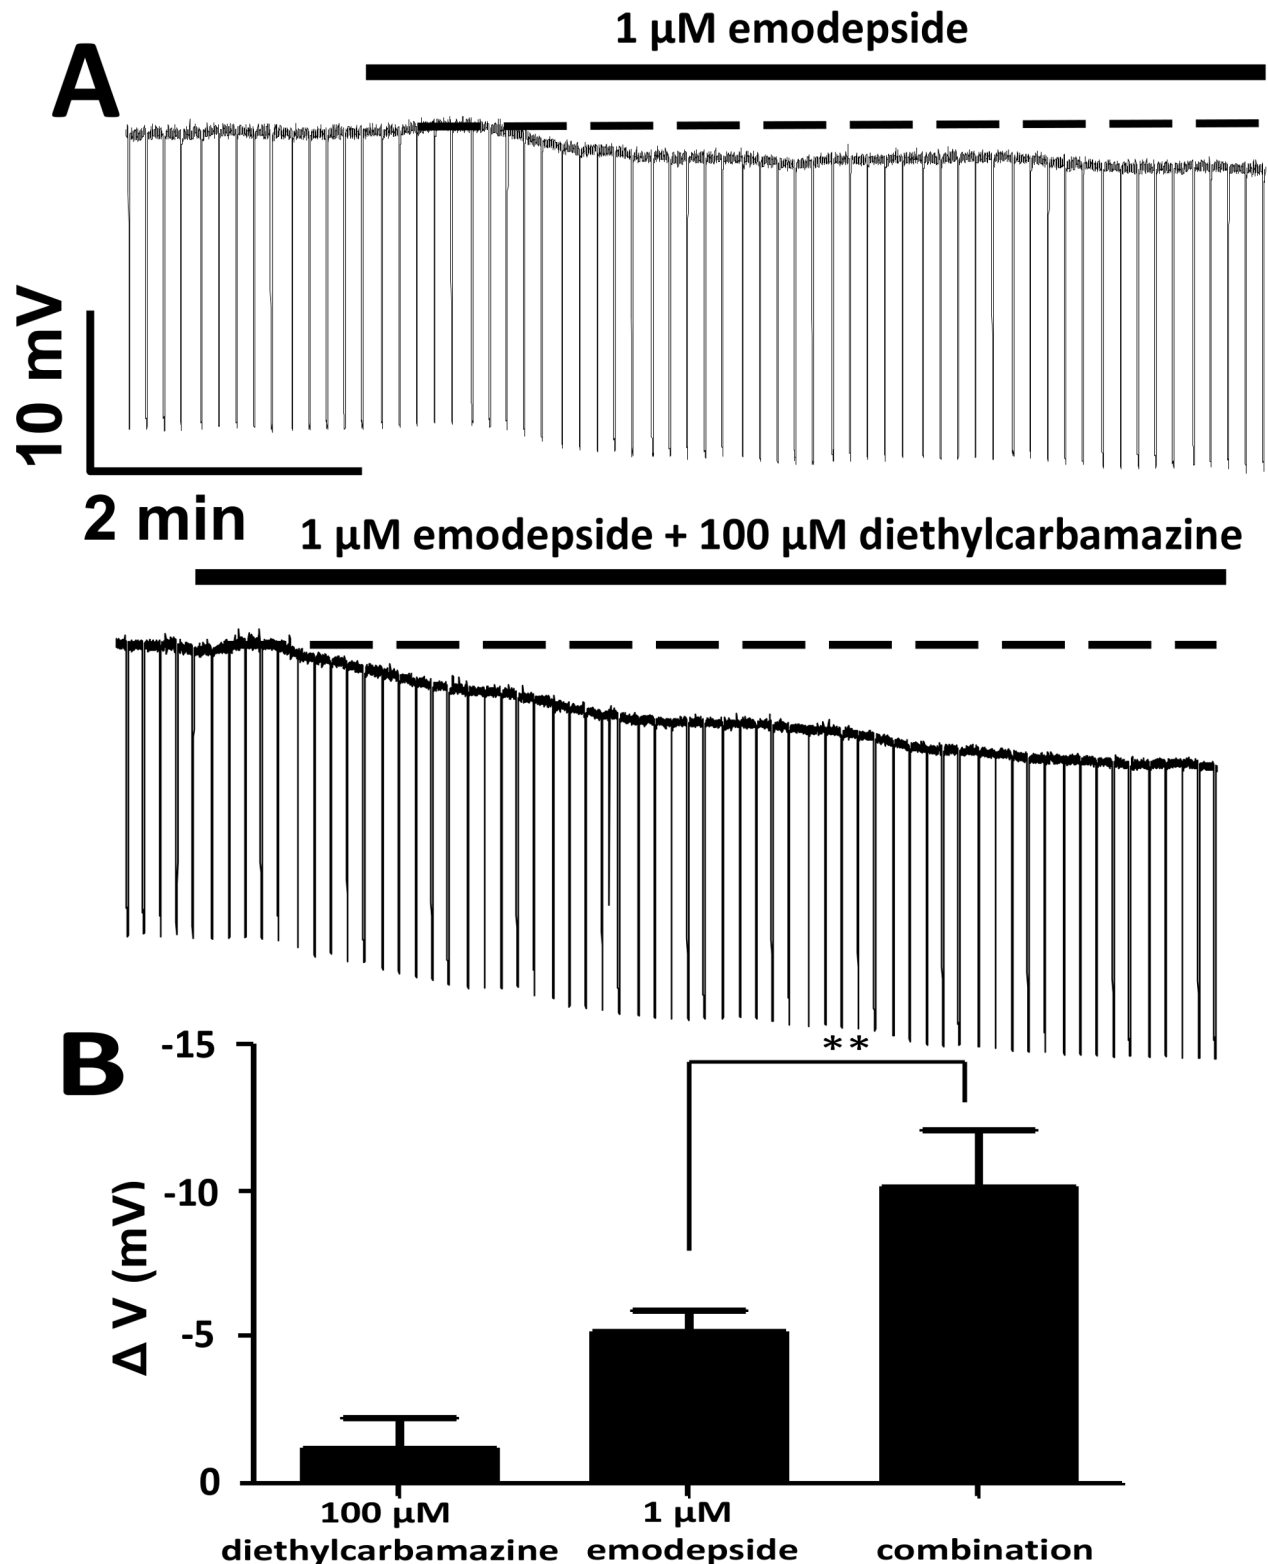 A
1 µM emodepside
10 mV
2 min
1 µM emodepside + 100 µM diethylcarbamazine
B
-15
**
-10
-5
0
Δ V (mV)
100 µM
diethylcarbamazine
1 µM
emodepside
combination